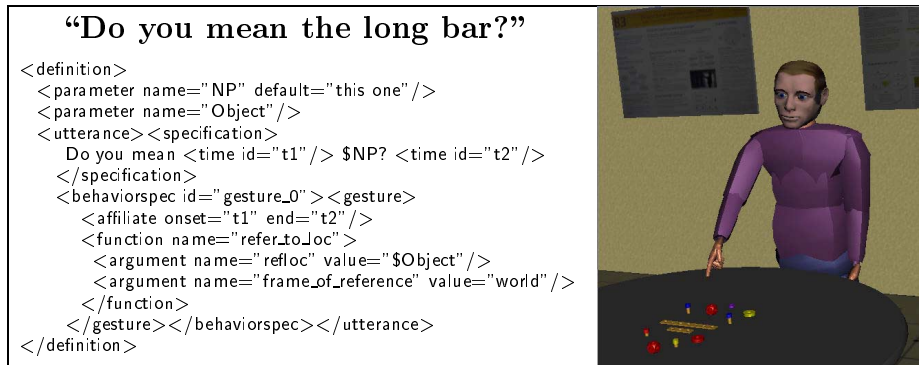 “Do you mean the long bar?”
<definition>
<parameter name="NP" default="this one"/>
<parameter name="Object"/>
<utterance><specification>
Do you mean <time id="t1"/> $NP? <time id="t2"/>
</specification>
<behaviorspec id="gesture_0"><gesture>
<affiliate onset="t1" end="t2"/>
<function name="refer_to_loc">
<argument name="refloc" value="$Object"/>
<argument name="frame_of_reference" value="world"/>
</function>
</gesture></behaviorspec></utterance>
</definition>